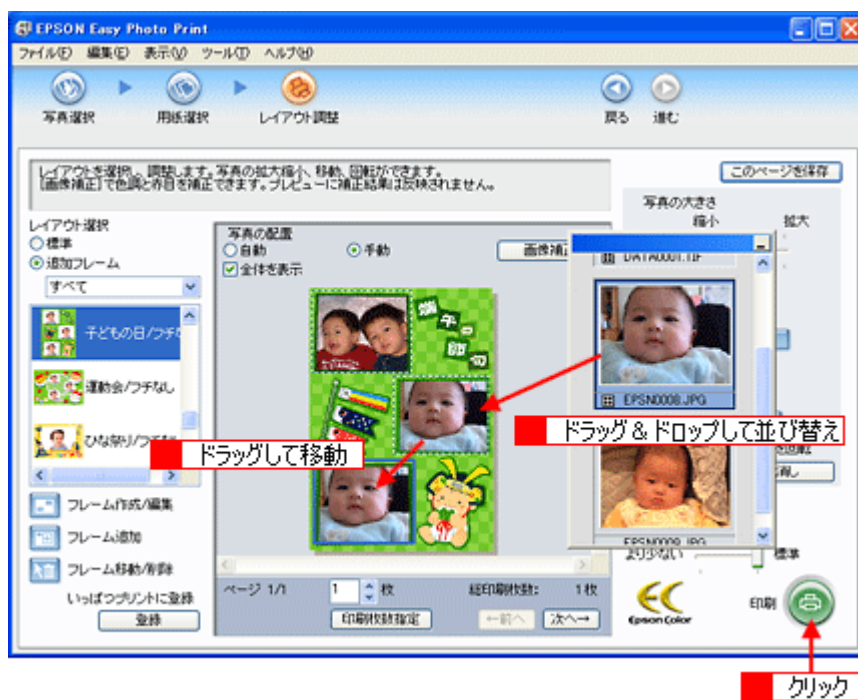 EPSON Easy Photo Print
ファイル(F) 編集(E) 表示(V) ツール(T) ヘルプ(H)
写真選択 用紙選択 レイアウト調整 戻る 進む
レイアウトを選択し、調整します。写真の拡大縮小、移動、回転ができます。
[画像補正]で色調と赤目を補正できます。プレビューに補正結果は反映されません。
このページを保存
写真の大きさ
縮小 拡大
レイアウト選択
標準
追加フレーム
すべて
子どもの日/フチな
運動会/フチなし
ひな祭り/フチ
写真の配置
自動 手動
画像補正
全体を表示
端午の節句
DATA0001.TIF
EPSN0008.JPG
ドラッグ&ドロップして並び替え
ドラッグして移動
EPSN0009.JPG
より少ない 標準
フレーム作成/編集
フレーム追加
フレーム移動/削除
いっぱつプリントに登録
登録
ページ 1/1 1 枚 総印刷枚数: 1枚
印刷枚数指定 ←前へ 次へ→
Epson Color
印刷
クリック